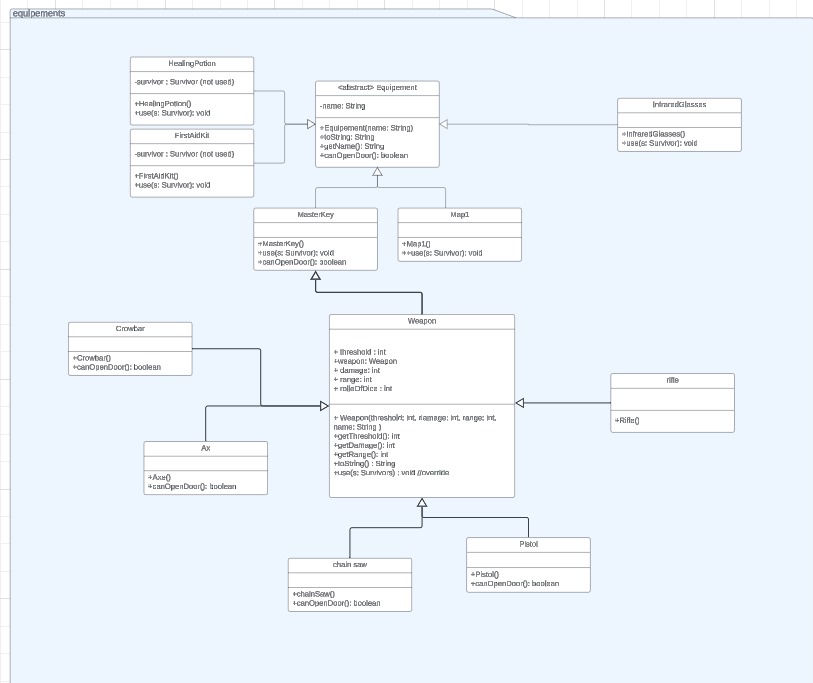 equipements
HealingPotion
-survivor : Survivor (not used)
+HealingPotion()
+use(s: Survivor): void
FirstAidKit
-survivor : Survivor (not used)
+FirstAidKit()
+use(s: Survivor): void
<abstract> Equipement
-name: String
+Equipement(name: String)
+toString: String
+getName(): String
+canOpenDoor(): boolean
InfraredGlasses
+InfraredGlasses()
+use(s: Survivor): void
MasterKey
+MasterKey()
+use(s: Survivor): void
+canOpenDoor(): boolean
Map1
+Map1()
++use(s: Survivor): void
Weapon
+ threshold : int
+weapon: Weapon
+ damage: int
+ range: int
+ rolleOfDice : int
+ Weapon(threshold: int, damage: int, range: int,
name: String )
+getThreshold(): int
+getDamage(): int
+getRange(): int
+toString() : String
+use(s: Survivors) : void //override
Crowbar
+Crowbar()
+canOpenDoor(): boolean
rifle
+Rifle()
Ax
+Axe()
+canOpenDoor(): boolean
chain saw
+chainSaw()
+canOpenDoor(): boolean
Pistol
+Pistol()
+canOpenDoor(): boolean